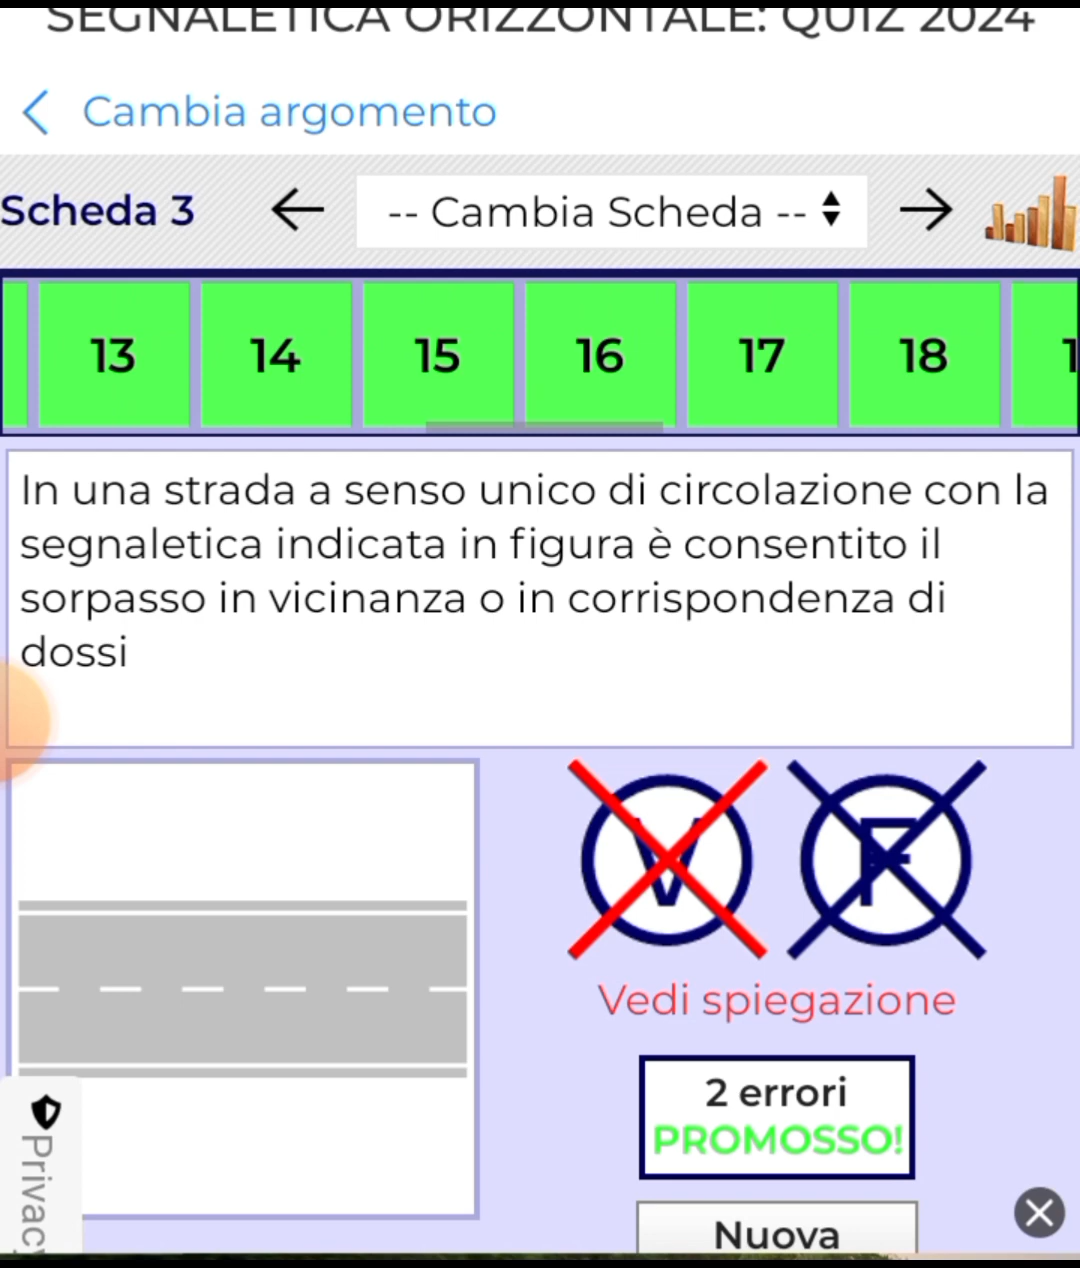 SEGNALETICA ORIZZONTALE: QUIZ 2024
Cambia argomento
Scheda 3
-- Cambia Scheda --
13 14 15 16 17 18 1
In una strada a senso unico di circolazione con la
segnaletica indicata in figura è consentito il
sorpasso in vicinanza o in corrispondenza di
dossi
V F
Vedi spiegazione
2 errori
PROMOSSO!
Nuova
Privacy